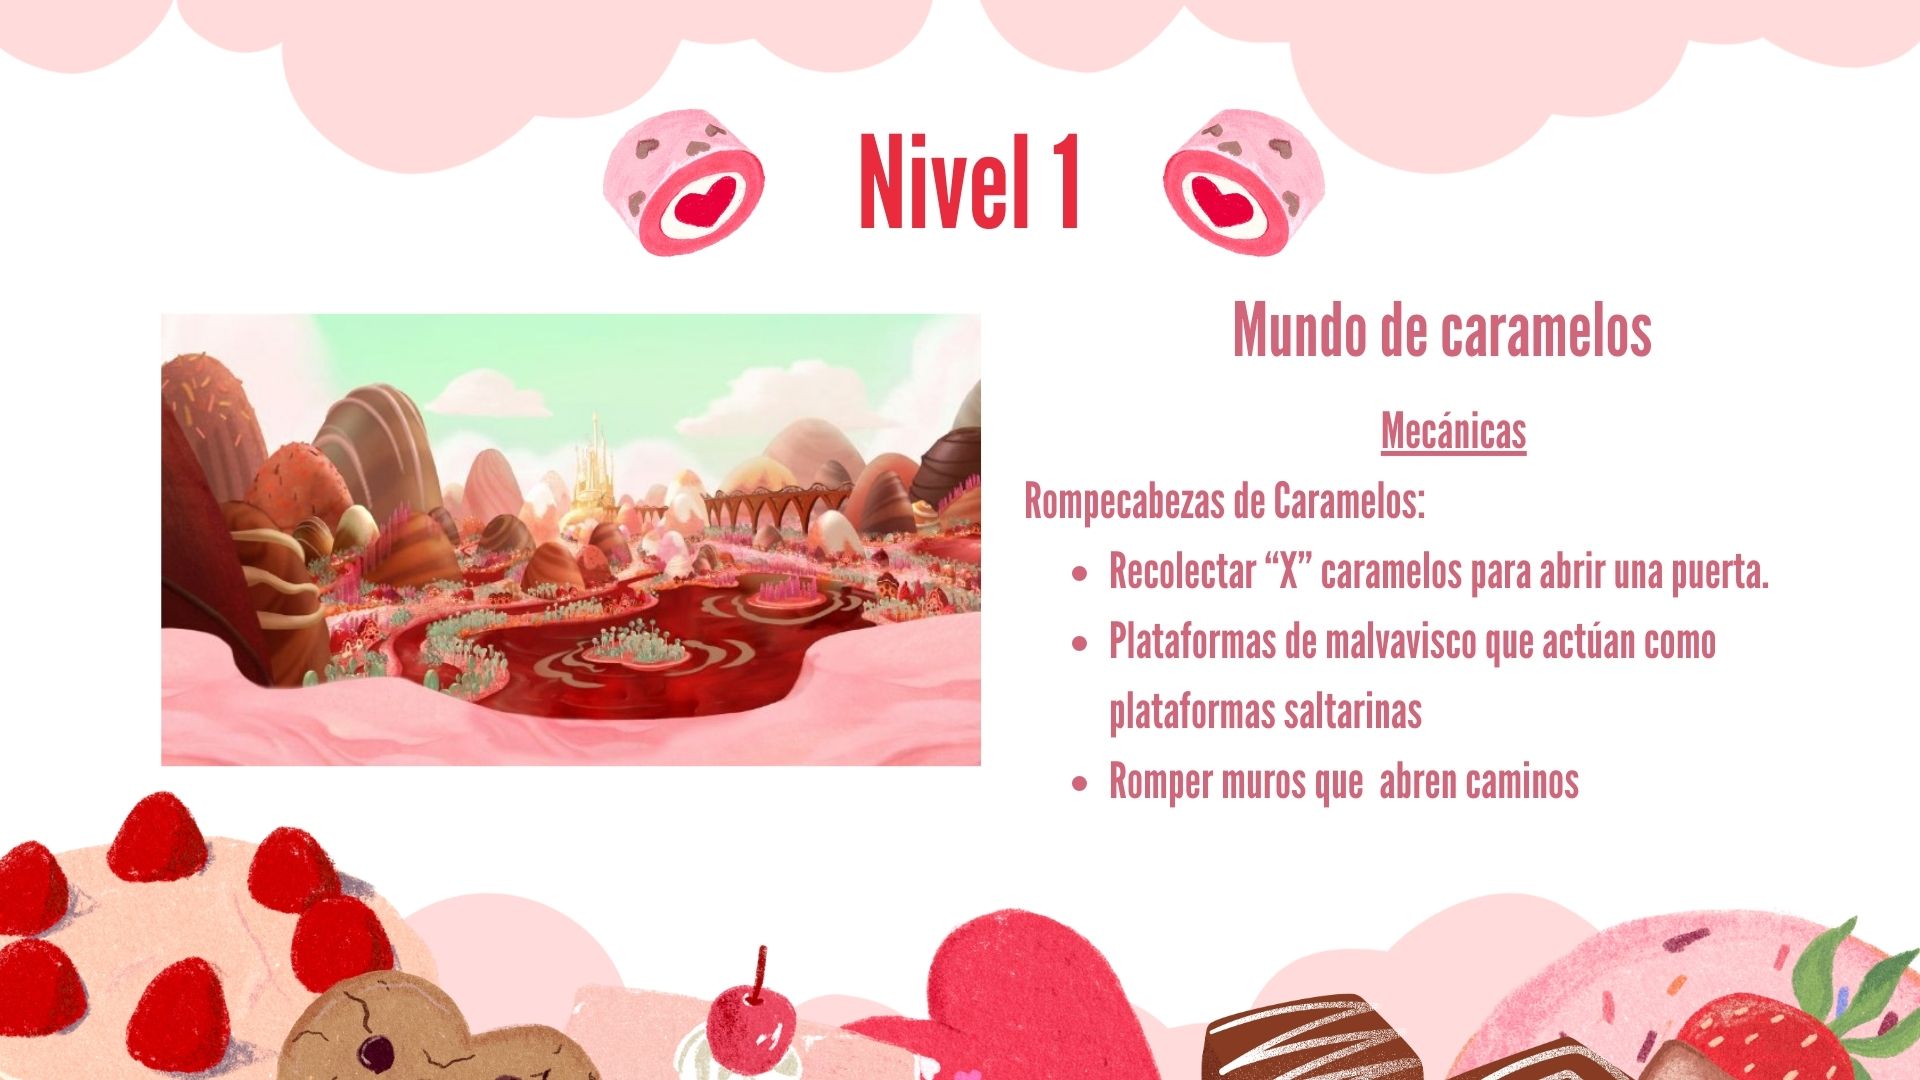 Nivel 1
Mundo de caramelos
Mecánicas
Rompecabezas de Caramelos:
• Recolectar “X” caramelos para abrir una puerta.
• Plataformas de malvavisco que actúan como
plataformas saltarinas
• Romper muros que  abren caminos